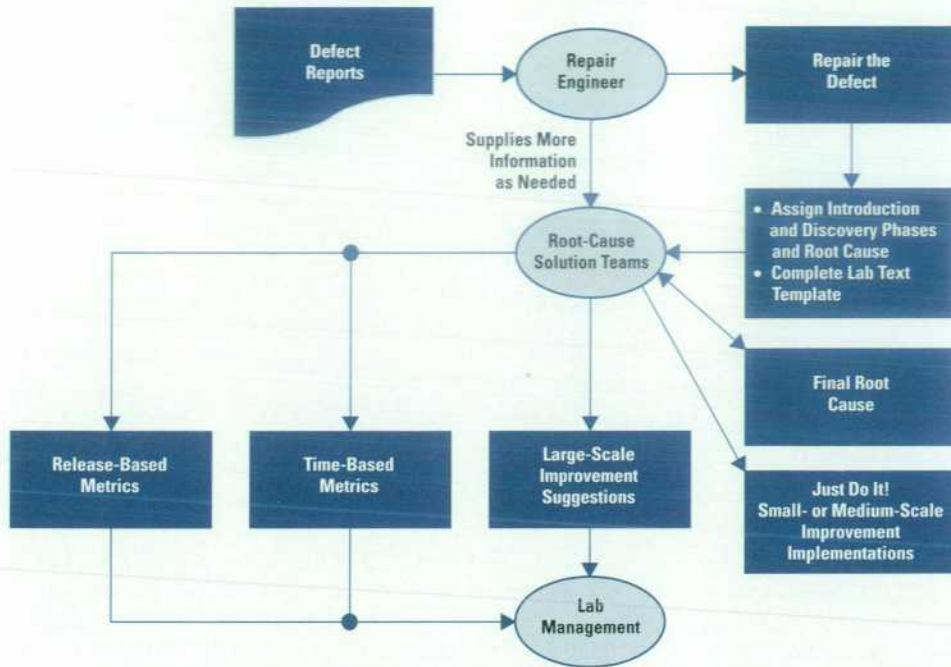 Defect
Reports
Repair
Engineer
Repair the
Defect
Supplies More
Information
as Needed
Root-Cause
Solution Teams
• Assign Introduction
and Discovery Phases
and Root Cause
• Complete Lab Text
Template
Final Root
Cause
Release-Based
Metrics
Time-Based
Metrics
Large-Scale
Improvement
Suggestions
Just Do It!
Small- or Medium-Scale
Improvement
Implementations
Lab
Management